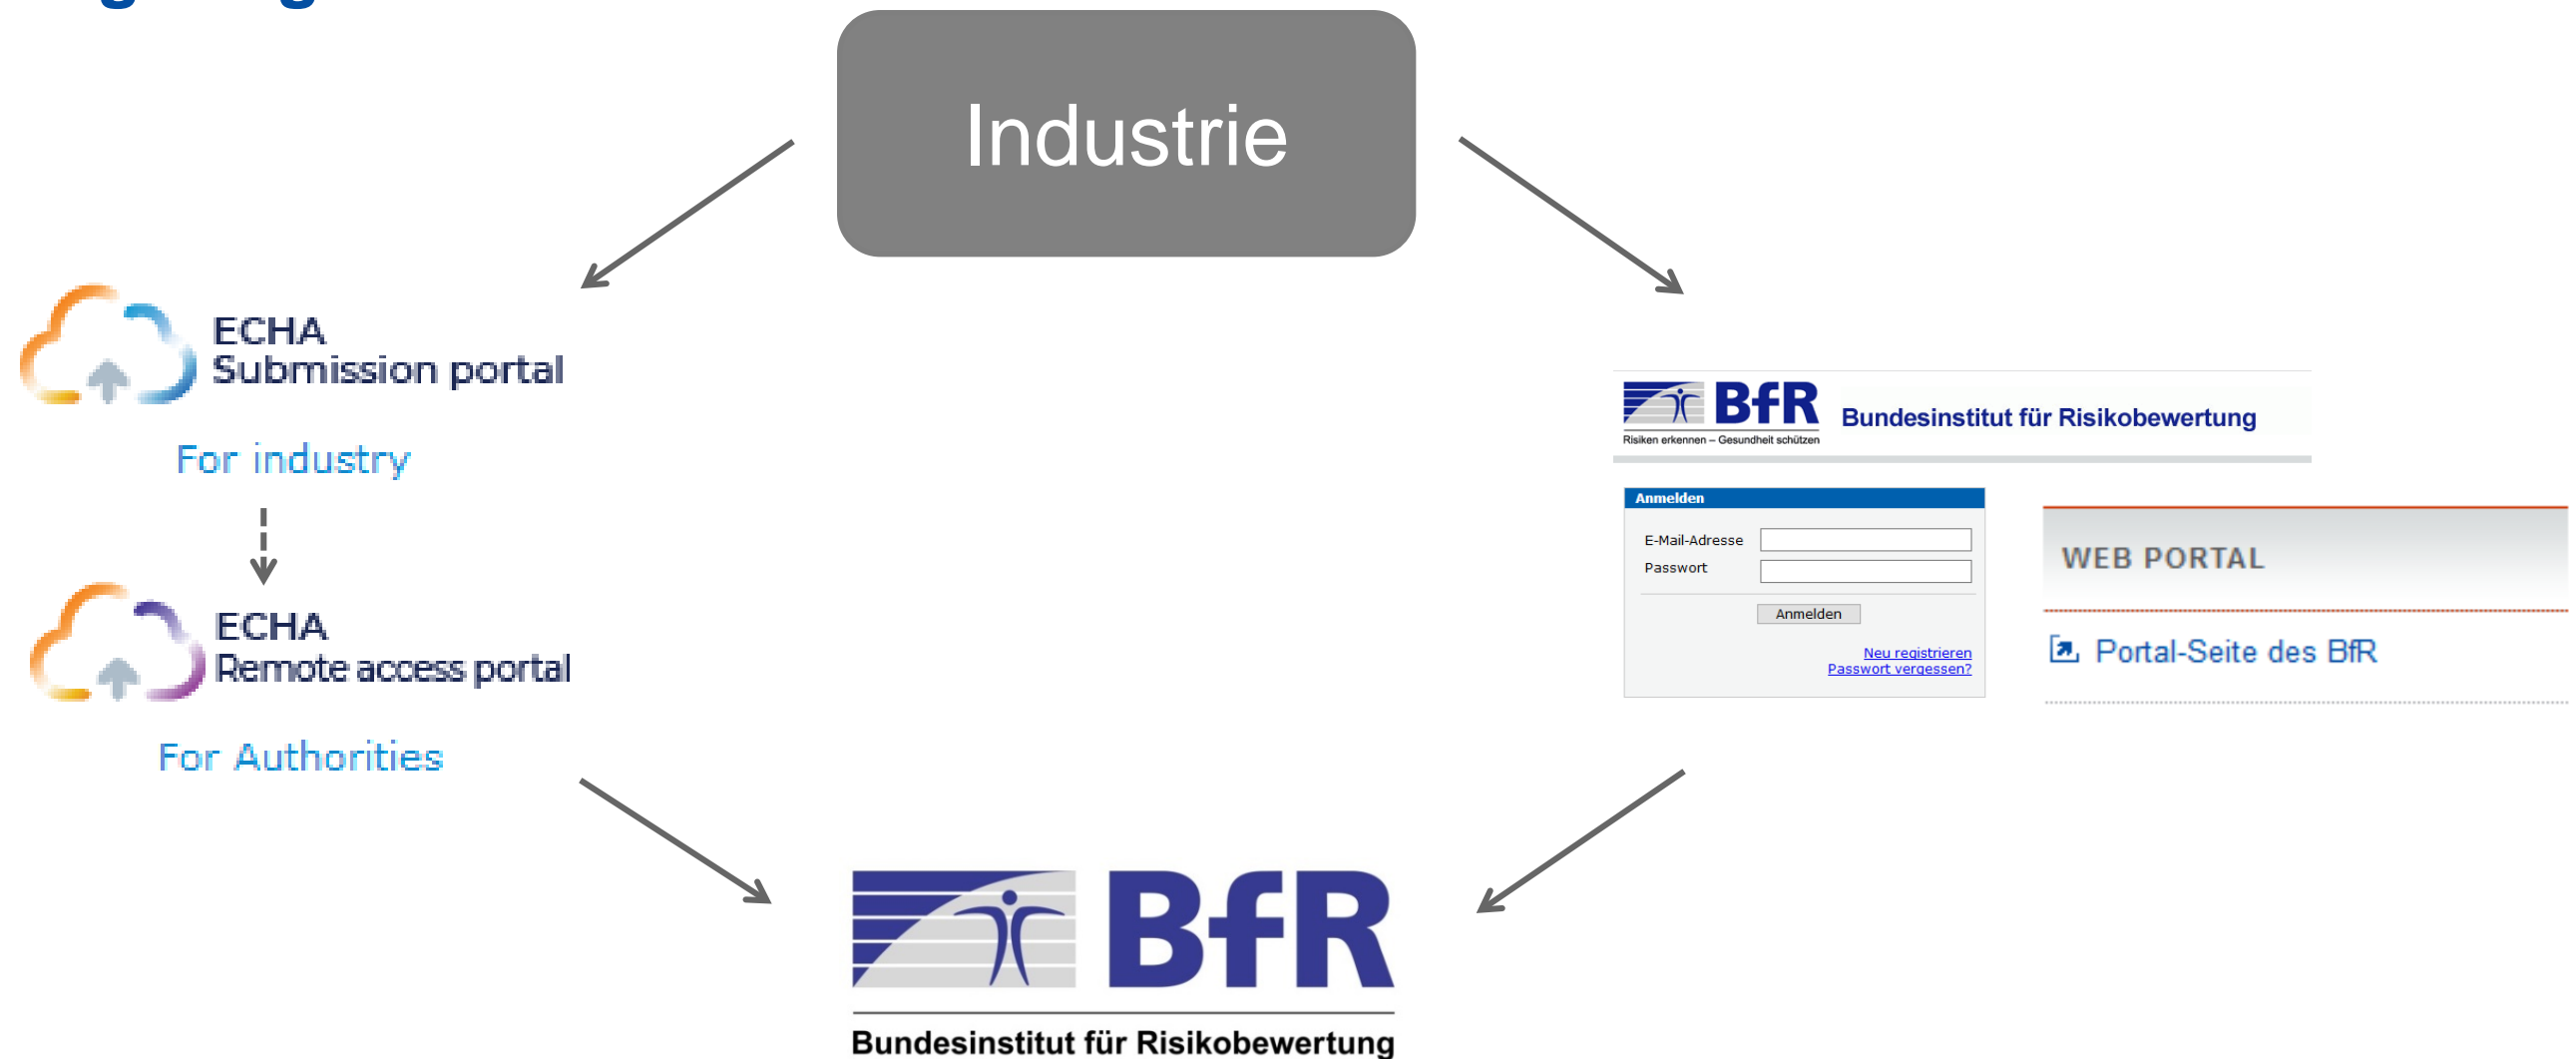 Industrie
ECHA
Submission portal
For industry
ECHA
Remote access portal
For Authorities
BfR
Risiken erkennen – Gesundheit schützen
Bundesinstitut für Risikobewertung
Anmelden
E-Mail-Adresse
Passwort
Anmelden
Neu registrieren
Passwort vergessen?
WEB PORTAL
Portal-Seite des BfR
BfR
Bundesinstitut für Risikobewertung